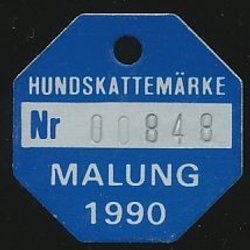 HUNDSKATTEMÄRKE
Nr 00848
MALUNG
1990